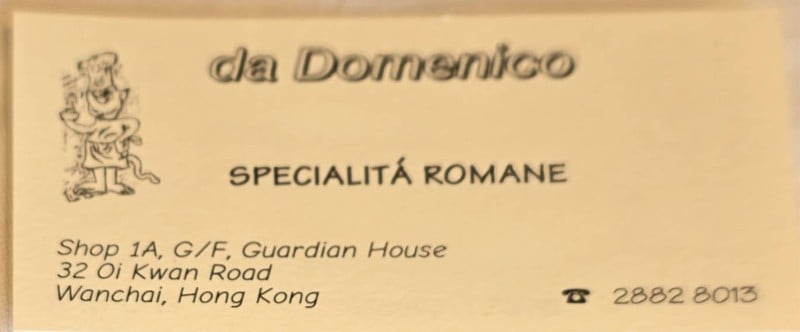 da Domenico
SPECIALITÁ ROMANE
Shop 1A, G/F, Guardian House
32 Oi Kwan Road
Wanchai, Hong Kong
☎ 2882 8013